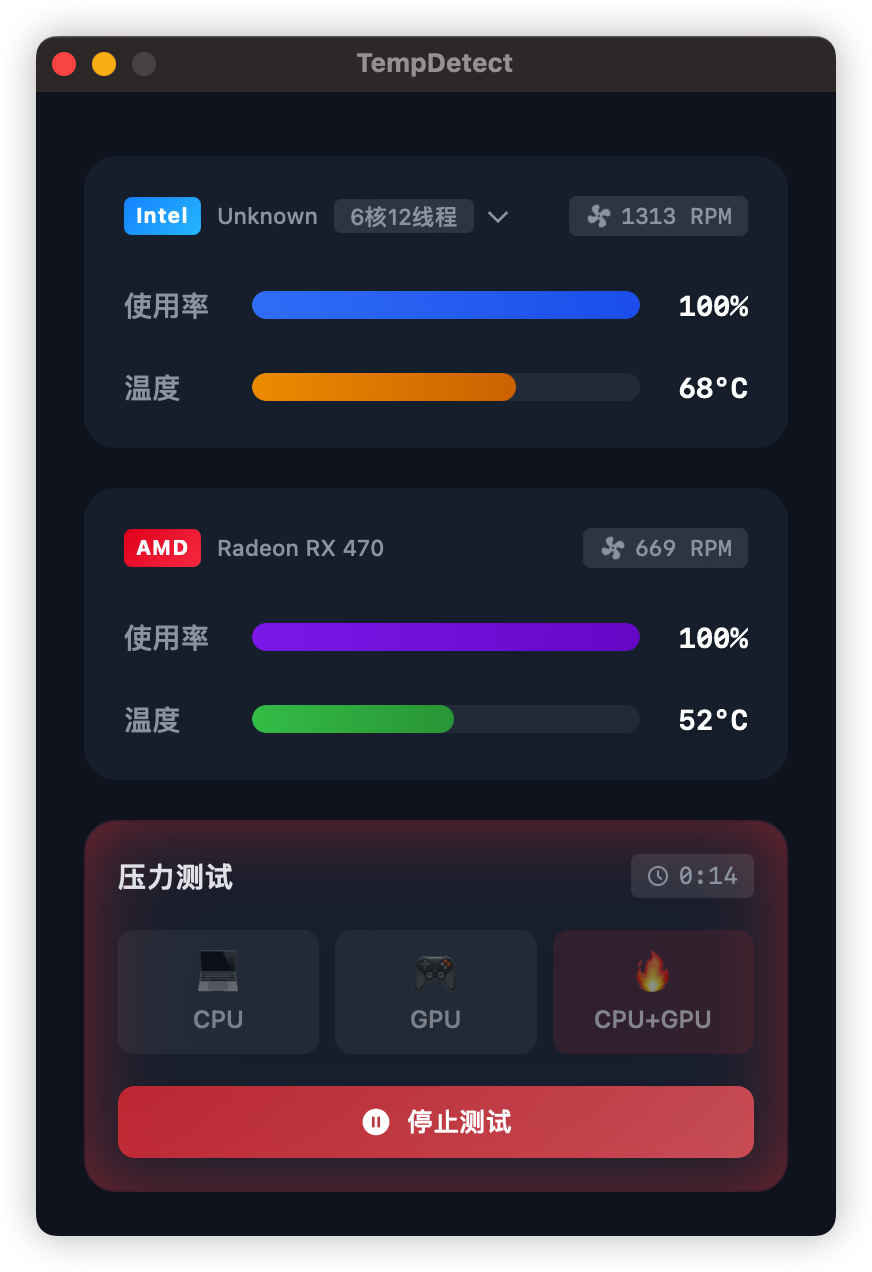 TempDetect
Intel Unknown 6核12线程 1313 RPM
使用率 100%
温度 68°C
AMD Radeon RX 470 669 RPM
使用率 100%
温度 52°C
压力测试 0:14
CPU GPU CPU+GPU
停止测试